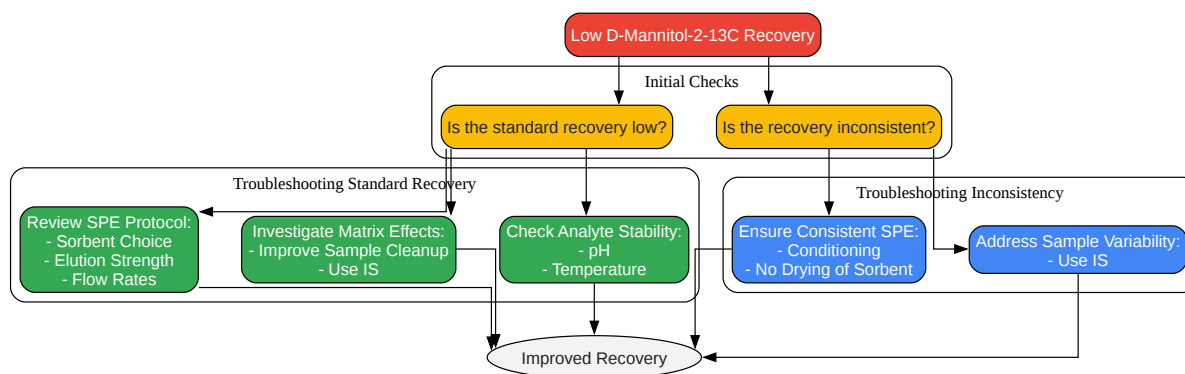 Low D-Mannitol-2-13C Recovery
Initial Checks
Is the standard recovery low?
Is the recovery inconsistent?
Troubleshooting Standard Recovery
Troubleshooting Inconsistency
Review SPE Protocol:
- Sorbent Choice
- Elution Strength
- Flow Rates
Investigate Matrix Effects:
- Improve Sample Cleanup
- Use IS
Check Analyte Stability:
- pH
- Temperature
Ensure Consistent SPE:
- Conditioning
- No Drying of Sorbent
Address Sample Variability:
- Use IS
Improved Recovery